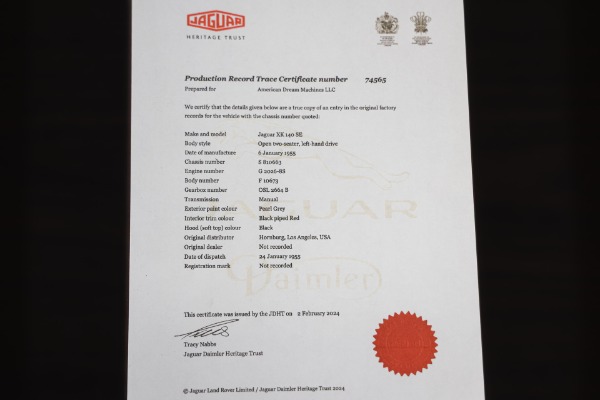 JAGUAR
HERITAGE TRUST
Production Record Trace Certificate number 74565
Prepared for American Dream Machines LLC
We certify that the details given below are a true copy of an entry in the original factory
records for the vehicle with the chassis number quoted:
Make and model Jaguar XK 140 SE
Body style Open two-seater, left-hand drive
Date of manufacture 6 January 1955
Chassis number S 810663
Engine number G 2026-8S
Body number F 10673
Gearbox number OSL 2664 B
Transmission Manual
Exterior paint colour Pearl Grey
Interior trim colour Black piped Red
Hood (soft top) colour Black
Original distributor Hornburg, Los Angeles, USA
Original dealer Not recorded
Date of dispatch 24 January 1955
Registration mark Not recorded
JAGUAR
Daimler
This certificate was issued by the JDHT on 2 February 2024
Tracy Nabbs
Jaguar Daimler Heritage Trust
© Jaguar Land Rover Limited / Jaguar Daimler Heritage Trust 2024